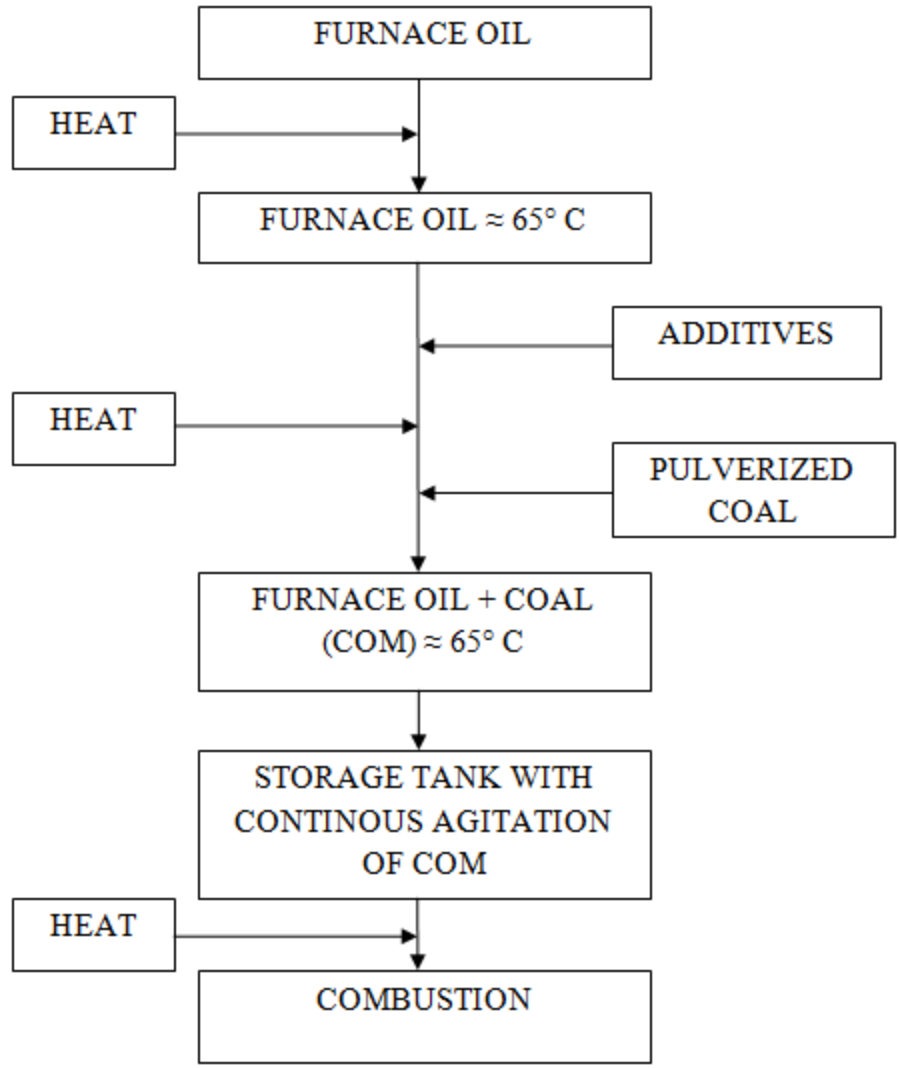 FURNACE OIL
HEAT
FURNACE OIL ≈ 65° C
ADDITIVES
HEAT
PULVERIZED
COAL
FURNACE OIL + COAL
(COM) ≈ 65° C
STORAGE TANK WITH
CONTINOUS AGITATION
OF COM
HEAT
COMBUSTION